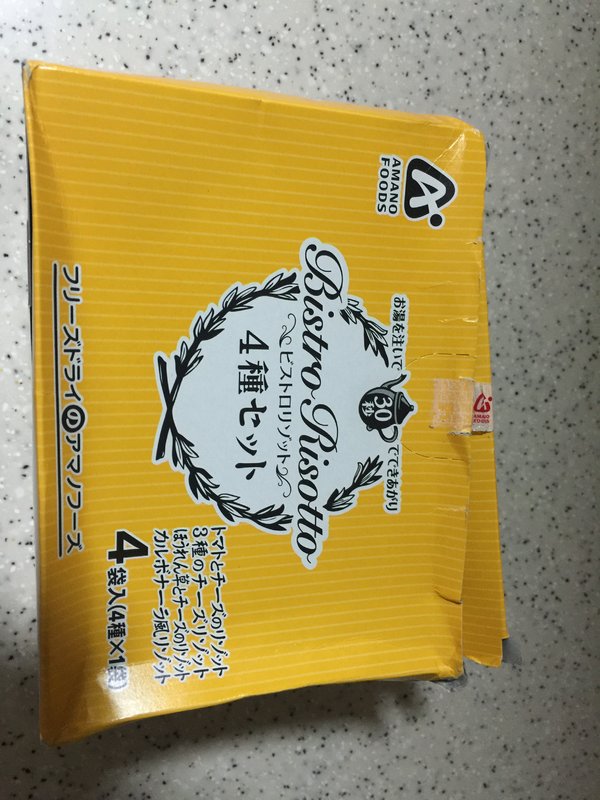 AMANO
FOODS
お湯を注いで30秒でできあがり
Bistro Risotto
ビストロリゾット
4種セット
トマトとチーズのリゾット
3種のチーズリゾット
ほうれん草とチーズのリゾット
カルボナーラ風リゾット
4袋入(4種×1袋)
フリーズドライのアマノフーズ
AMANO
FOODS